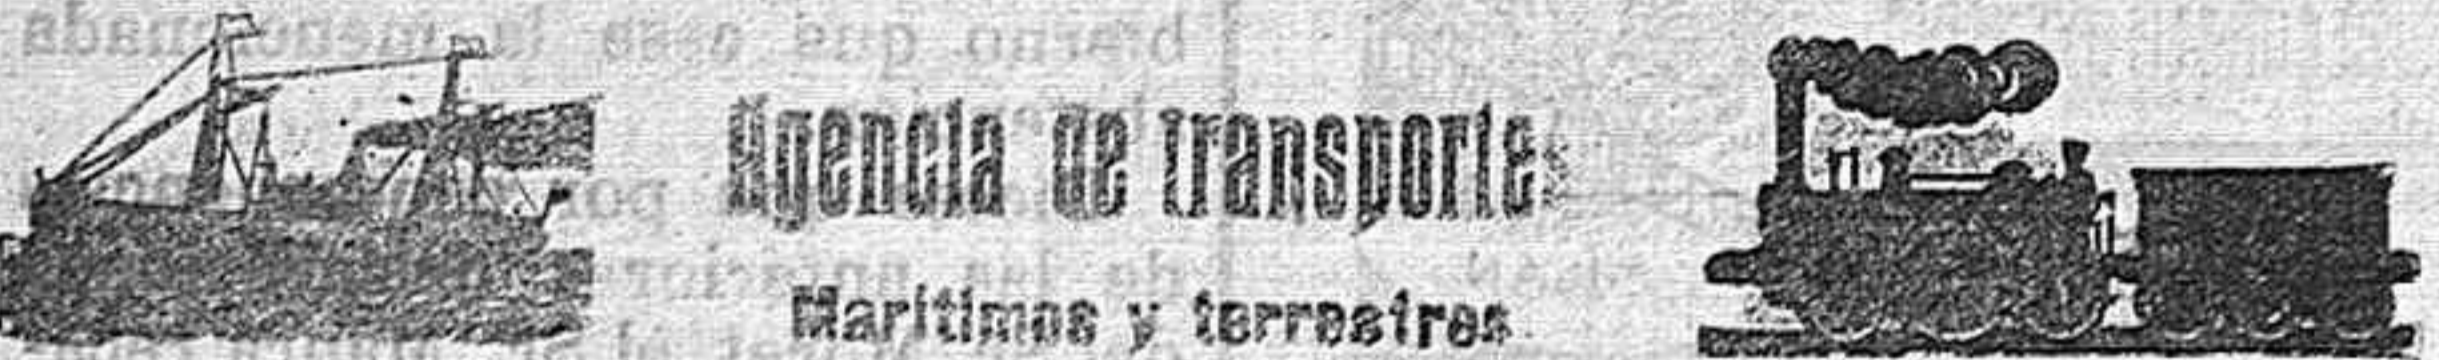 Agencia de transportes
Marítimos y terrestres